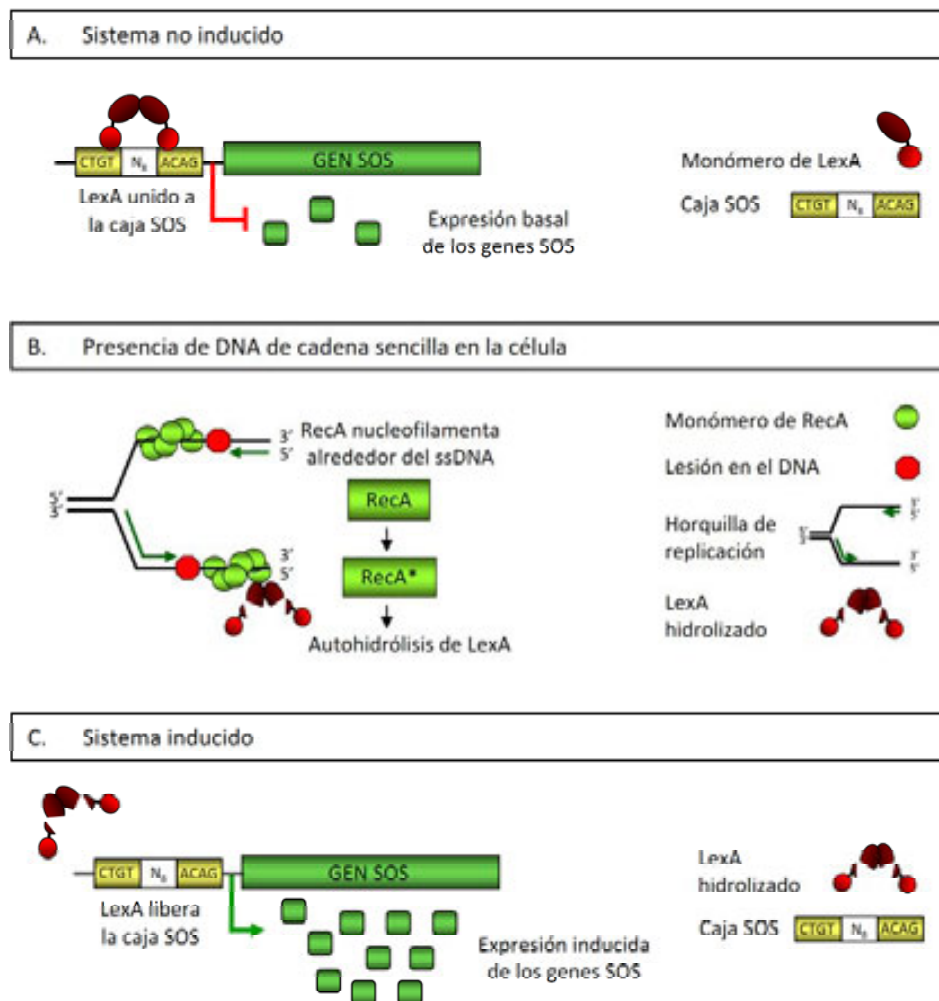 A. Sistema no inducido
CTGT N₈ ACAG
GEN SOS
LexA unido a
la caja SOS
Expresión basal
de los genes SOS
Monómero de LexA
Caja SOS
CTGT N₈ ACAG
B. Presencia de DNA de cadena sencilla en la célula
3'
5'
RecA nucleofilamenta
alrededor del ssDNA
RecA
RecA*
Autohidrólisis de LexA
3'
5'
Monómero de RecA
Lesión en el DNA
Horquilla de
replicación
LexA
hidrolizado
C. Sistema inducido
CTGT N₈ ACAG
GEN SOS
LexA libera
la caja SOS
Expresión inducida
de los genes SOS
LexA
hidrolizado
Caja SOS
CTGT N₈ ACAG